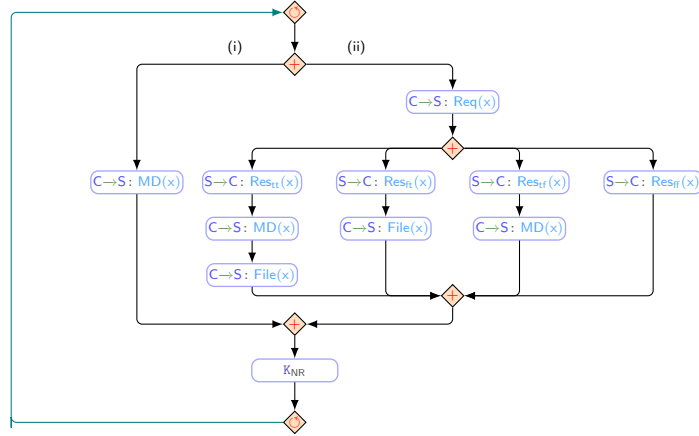 (i) (ii)
C→S: Req(x)
C→S: MD(x) S→C: Res_tt(x) S→C: Res_ft(x) S→C: Res_tf(x) S→C: Res_ff(x)
C→S: MD(x) C→S: File(x) C→S: MD(x)
C→S: File(x)
K_NR